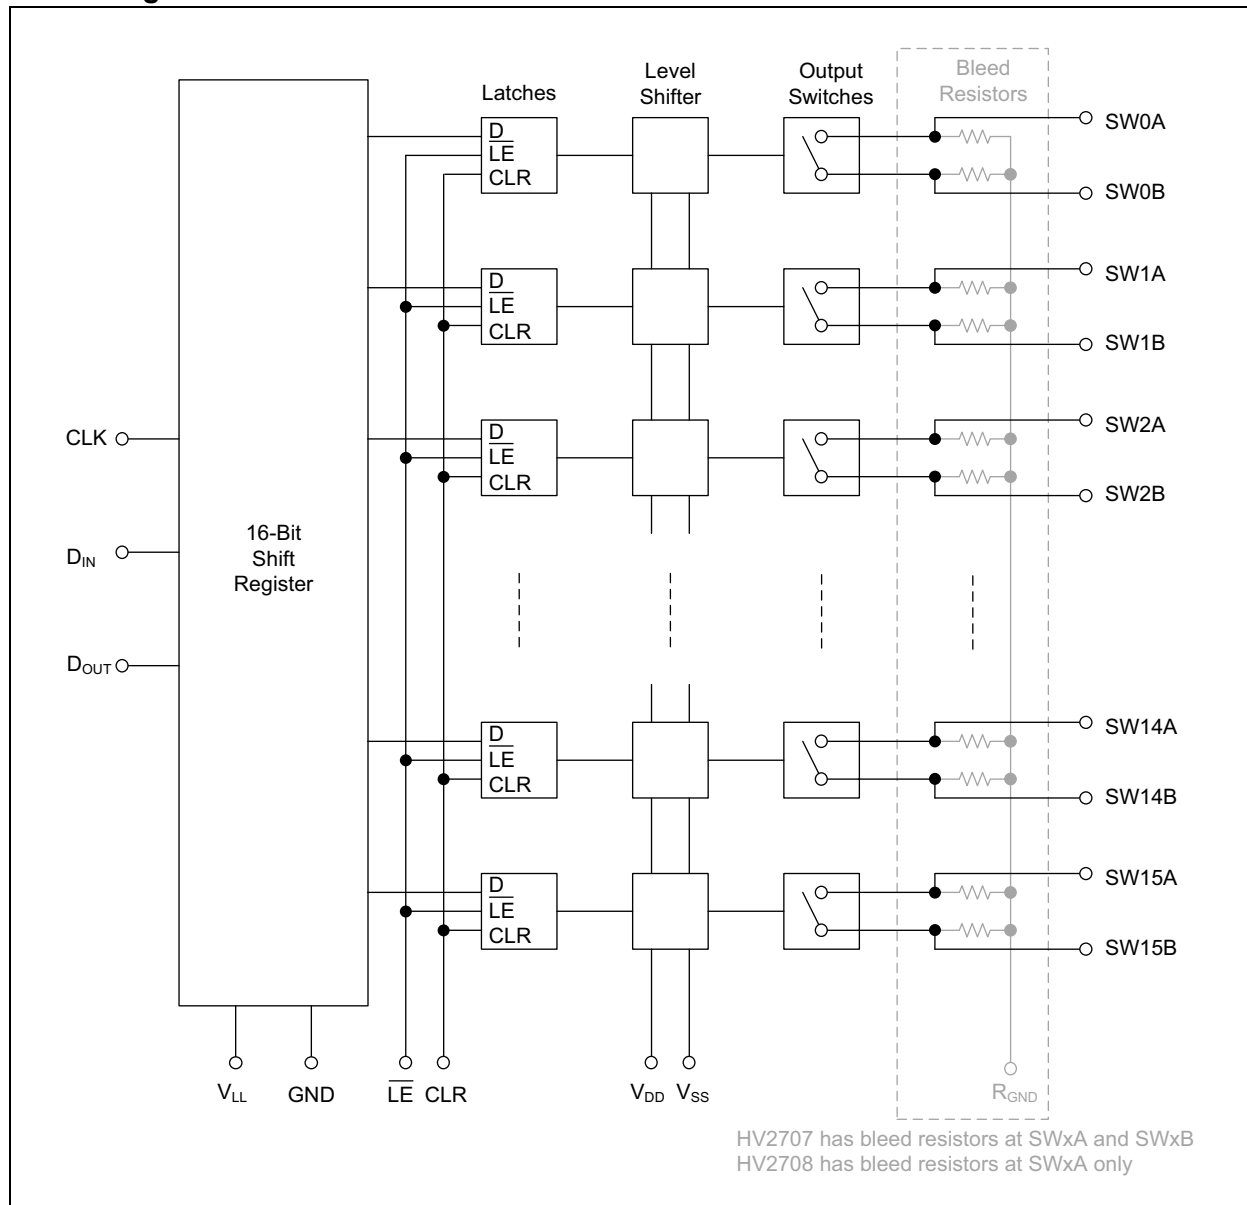 Latches
Level
Shifter
Output
Switches
Bleed
Resistors
D
LE
CLR
SW0A
SW0B
D
LE
CLR
SW1A
SW1B
D
LE
CLR
SW2A
SW2B
CLK
DIN
DOUT
16-Bit
Shift
Register
D
LE
CLR
SW14A
SW14B
D
LE
CLR
SW15A
SW15B
VLL
GND
LE
CLR
VDD
VSS
RGND
HV2707 has bleed resistors at SWxA and SWxB
HV2708 has bleed resistors at SWxA only